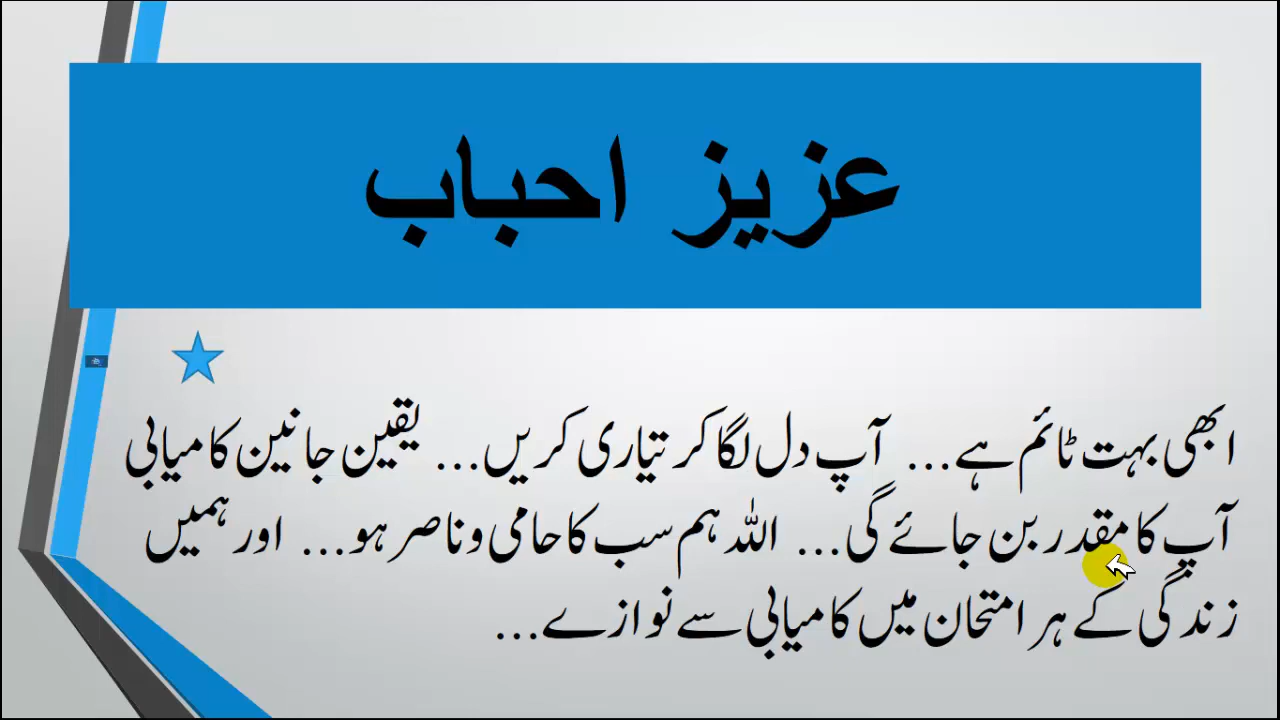 عزیز احباب
ابھی بہت ٹائم ہے... آپ دل لگا کر تیاری کریں... یقین جانیں کامیابی
آپ کا مقدر بن جائے گی... اللہ ہم سب کا حامی و ناصر ہو... اور ہمیں
زندگی کے ہر امتحان میں کامیابی سے نوازے...